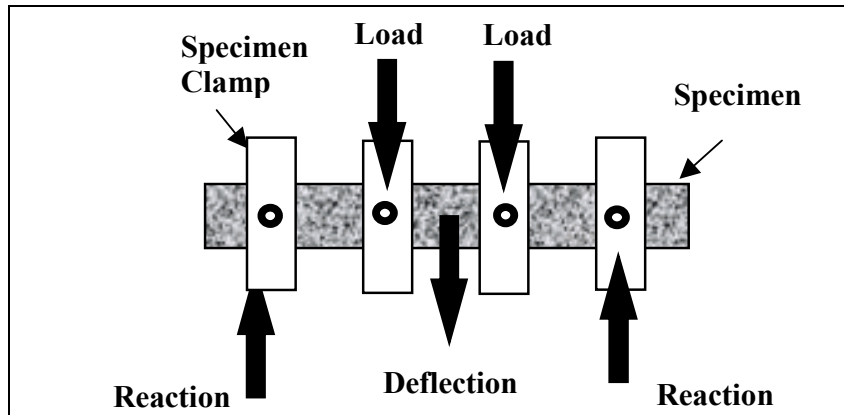 Specimen
Clamp
Load
Load
Specimen
Reaction
Deflection
Reaction